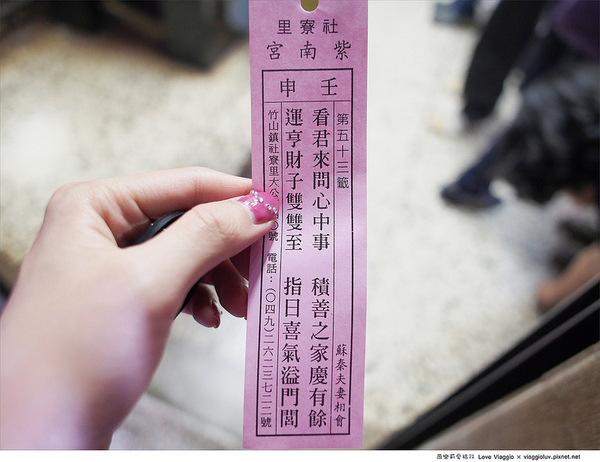 社寮里
紫南宮
壬申
第五十三籤
蘇秦夫妻相會
看君來問心中事 積善之家慶有餘
運亨財子雙雙至 指日喜氣溢門閭
竹山鎮社寮里大公 號 電話:(〇四九)二六二三七二二號
Love Viaggio × viaggioluv.pixnet.net